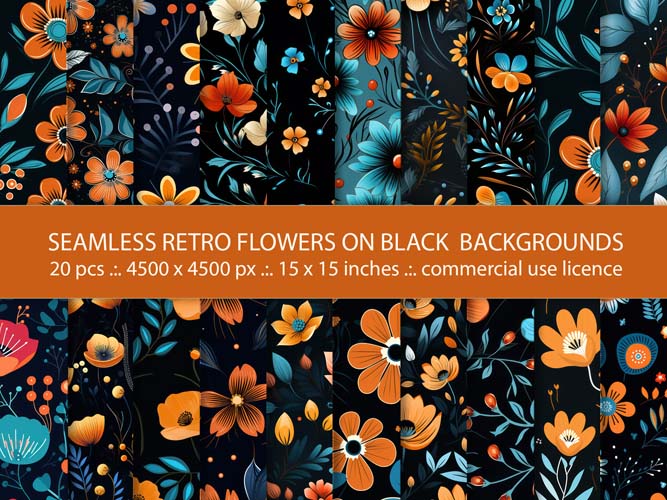 SEAMLESS RETRO FLOWERS ON BLACK BACKGROUNDS
20 pcs .:. 4500 x 4500 px .:. 15 x 15 inches .:. commercial use licence